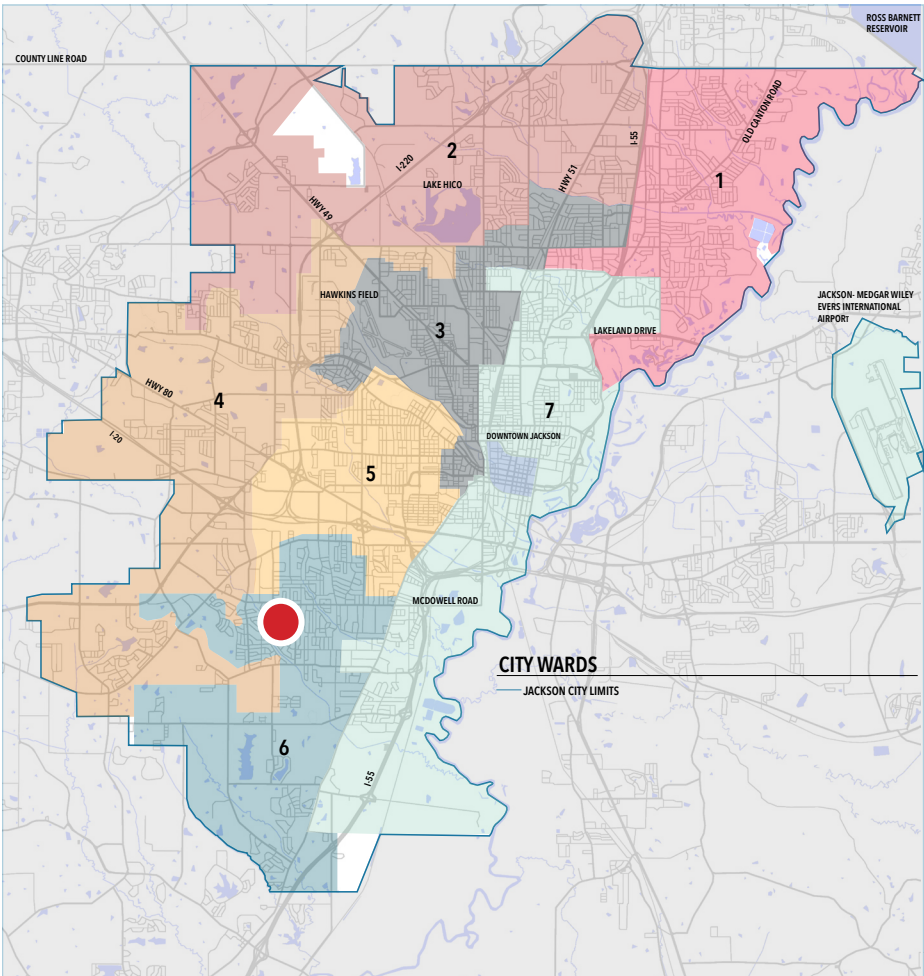 ROSS BARNETT
RESERVOIR
COUNTY LINE ROAD
OLD CANTON ROAD
I-55
2
I-220
HWY 51
1
LAKE HICO
HWY 49
HAWKINS FIELD
JACKSON- MEDGAR WILEY
EVERS INTERNATIONAL
AIRPORT
3
LAKELAND DRIVE
HWY 80
4
7
I-20
DOWNTOWN JACKSON
5
MCDOWELL ROAD
CITY WARDS
JACKSON CITY LIMITS
6
I-55